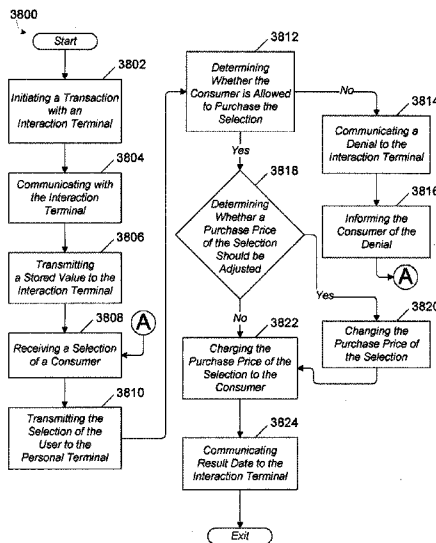 3800
Start
3802
Initiating a Transaction
with an
Interaction Terminal
3804
Communicating with
the Interaction
Terminal
3806
Transmitting
a Stored Value to the
Interaction Terminal
A
3808
Receiving a Selection
of a Consumer
3810
Transmitting the
Selection of the
User to the
Personal Terminal
3812
Determining
Whether the
Consumer is Allowed
to Purchase the
Selection
No
Yes
3814
Communicating a
Denial to the
Interaction Terminal
3816
Informing the
Consumer of the
Denial
A
3818
Determining
Whether a
Purchase Price
of the Selection
Should be
Adjusted
Yes
No
3820
Changing the
Purchase Price of
the Selection
3822
Charging the
Purchase Price of the
Selection to the
Consumer
3824
Communicating
Result Data to the
Interaction Terminal
Exit